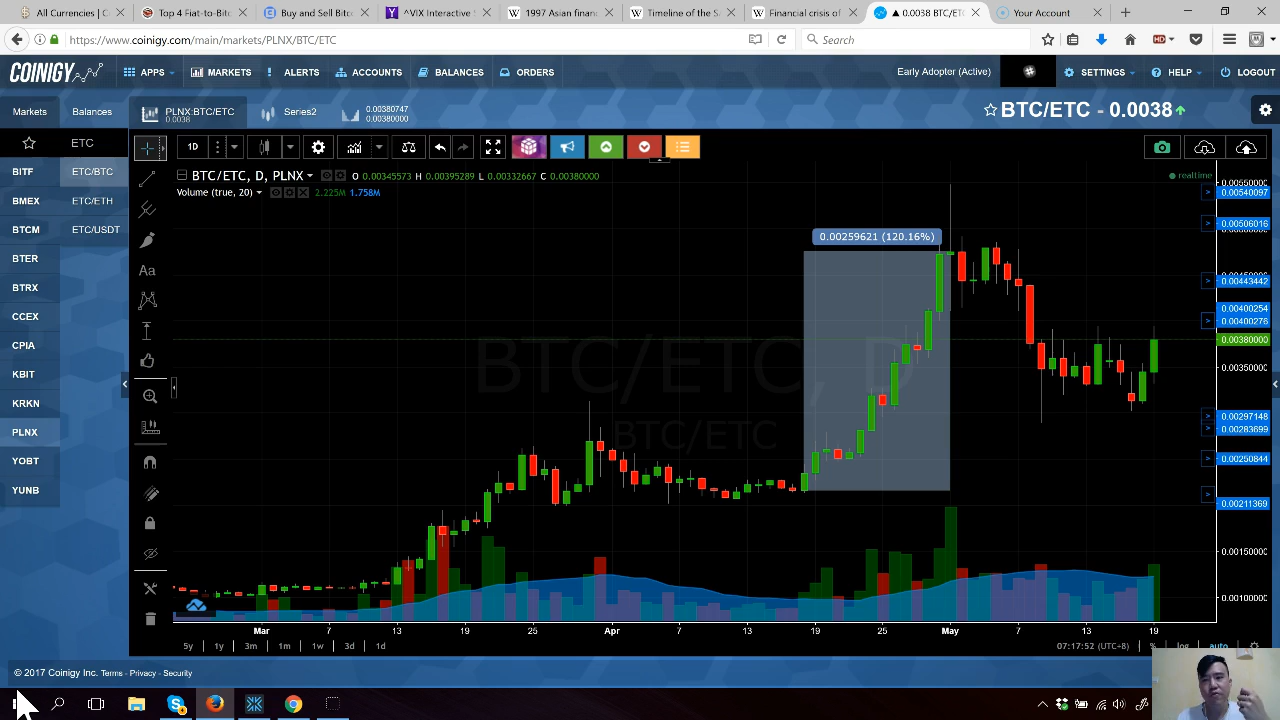 All Currencies | C
Top 4 Sell-Side Ex
Buy and Sell Bitc
^VIX Interactive S
1997 Asian financ
Timeline of the S
Financial crisis of
▲ 0.0038 BTC/ETC
Your Account
https://www.coinigy.com/main/markets/PLNX/BTC/ETC
Search
COINIGY
APPS
MARKETS
ALERTS
ACCOUNTS
BALANCES
ORDERS
Early Adopter (Active)
SETTINGS
HELP
LOGOUT
Markets
Balances
PLNX:BTC/ETC
0.0038
Series2
0.00380747
0.00380000
BTC/ETC - 0.0038
ETC
1D
BITF
ETC/BTC
BMEX
ETC/ETH
BTCM
ETC/USDT
BTER
BTRX
CCEX
CPIA
KBIT
KRKN
PLNX
YOBT
YUNB
Aa
BTC/ETC, D, PLNX
O 0.00345573 H 0.00395289 L 0.00332667 C 0.00380000
realtime
Volume (true, 20)
2.225M 1.758M
0.00259621 (120.16%)
BTC/ETC, D
BTC/ETC
0.00540097
0.00506016
0.00443442
0.00400254
0.00400276
0.00380000
0.00350000
0.00297148
0.00283699
0.00250844
0.00211369
0.00150000
0.00100000
Mar
7
13
19
25
Apr
7
13
19
25
May
7
13
19
5y
1y
3m
1m
1w
3d
1d
07:17:52 (UTC+8)
%
log
auto
© 2017 Coinigy Inc. Terms - Privacy - Security